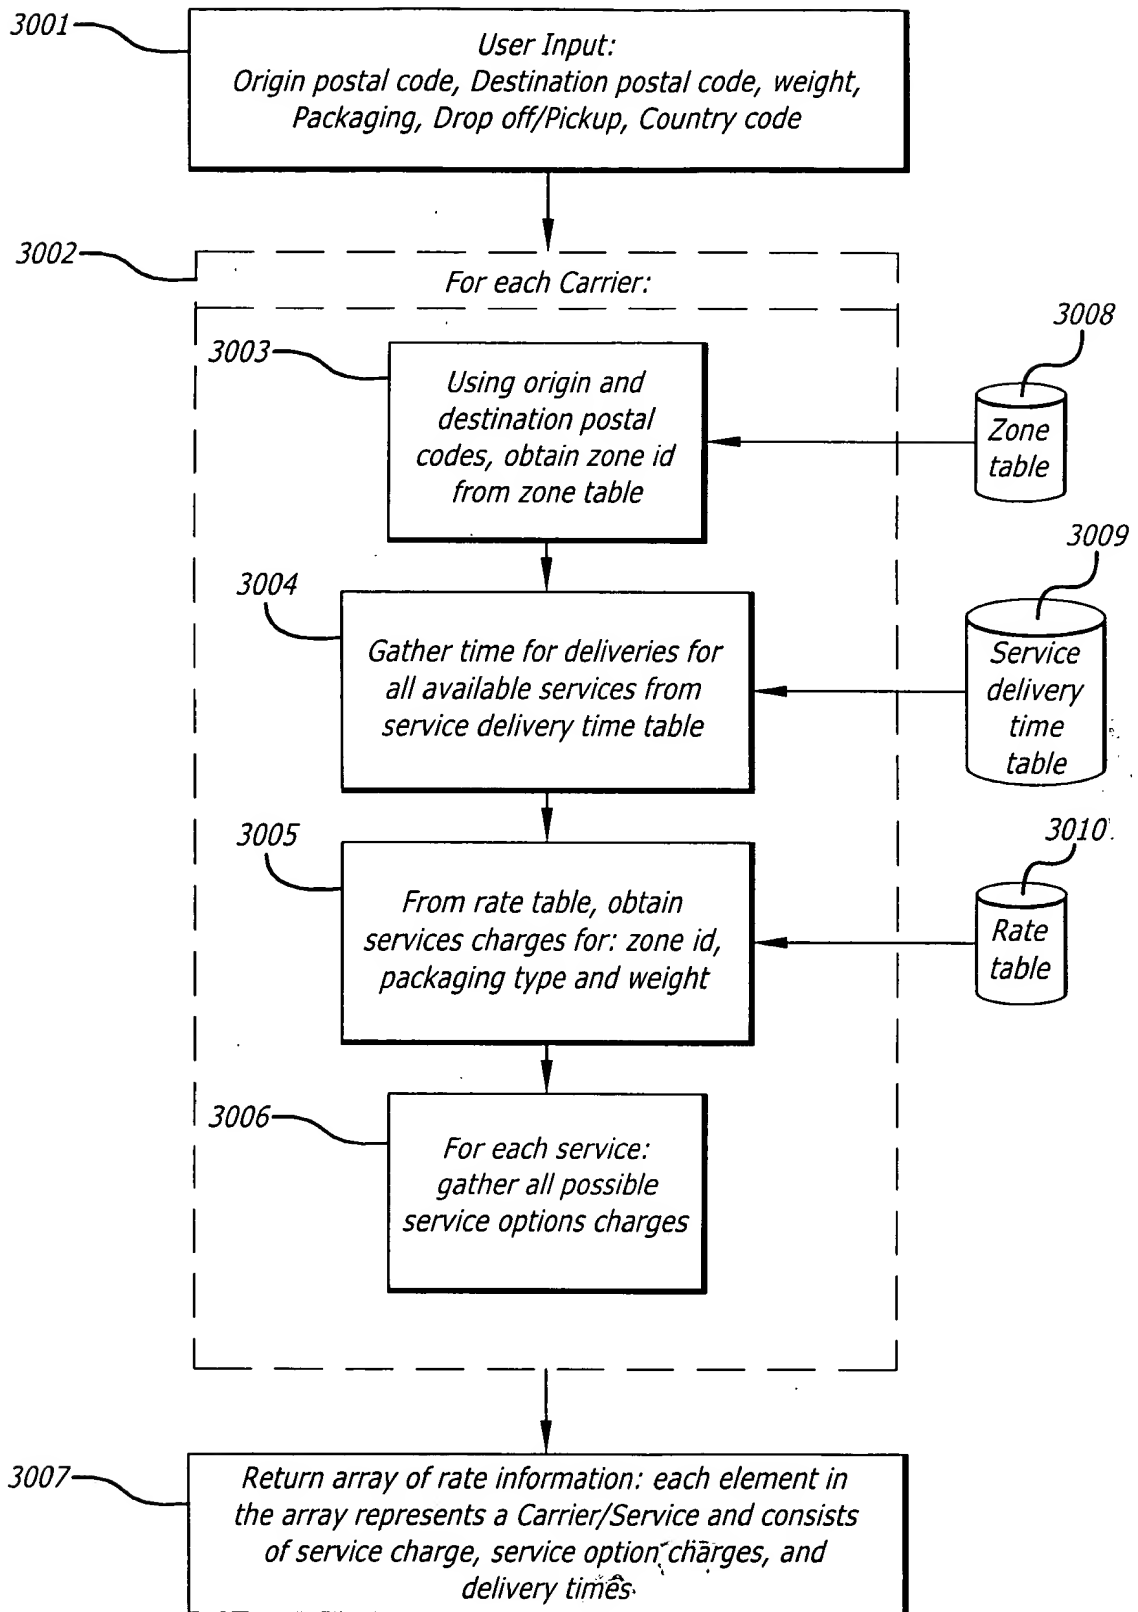 3001
User Input:
Origin postal code, Destination postal code, weight,
Packaging, Drop off/Pickup, Country code
3002
For each Carrier:
3003
Using origin and
destination postal
codes, obtain zone id
from zone table
3008
Zone
table
3004
Gather time for deliveries for
all available services from
service delivery time table
3009
Service
delivery
time
table
3005
From rate table, obtain
services charges for: zone id,
packaging type and weight
3010
Rate
table
3006
For each service:
gather all possible
service options charges
3007
Return array of rate information: each element in
the array represents a Carrier/Service and consists
of service charge, service option charges, and
delivery times